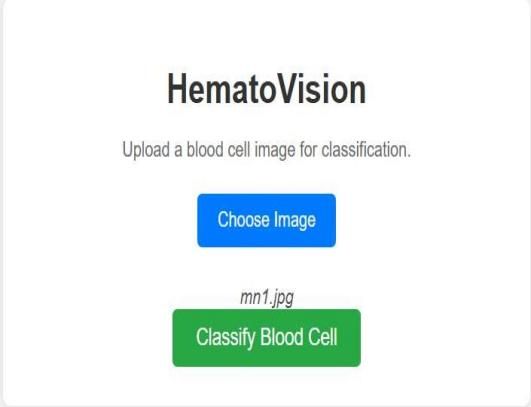 HematoVision
Upload a blood cell image for classification.
Choose Image
mn1.jpg
Classify Blood Cell